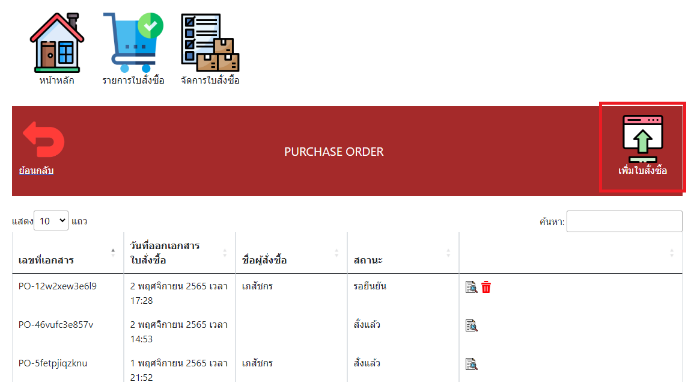 หน้าหลัก รายการใบสั่งซื้อ จัดการใบสั่งซื้อ
PURCHASE ORDER
ย้อนกลับ เพิ่มใบสั่งซื้อ
แสดง 10 แถว ค้นหา:
เลขที่เอกสาร วันที่ออกเอกสาร ใบสั่งซื้อ ชื่อผู้สั่งซื้อ สถานะ
PO-12w2xew3e6l9 2 พฤศจิกายน 2565 เวลา เภสัชกร รอยืนยัน
17:28
PO-46vufc3e857v 2 พฤศจิกายน 2565 เวลา สั่งแล้ว
14:53
PO-5fetpjiqzknu 1 พฤศจิกายน 2565 เวลา เภสัชกร สั่งแล้ว
21:52